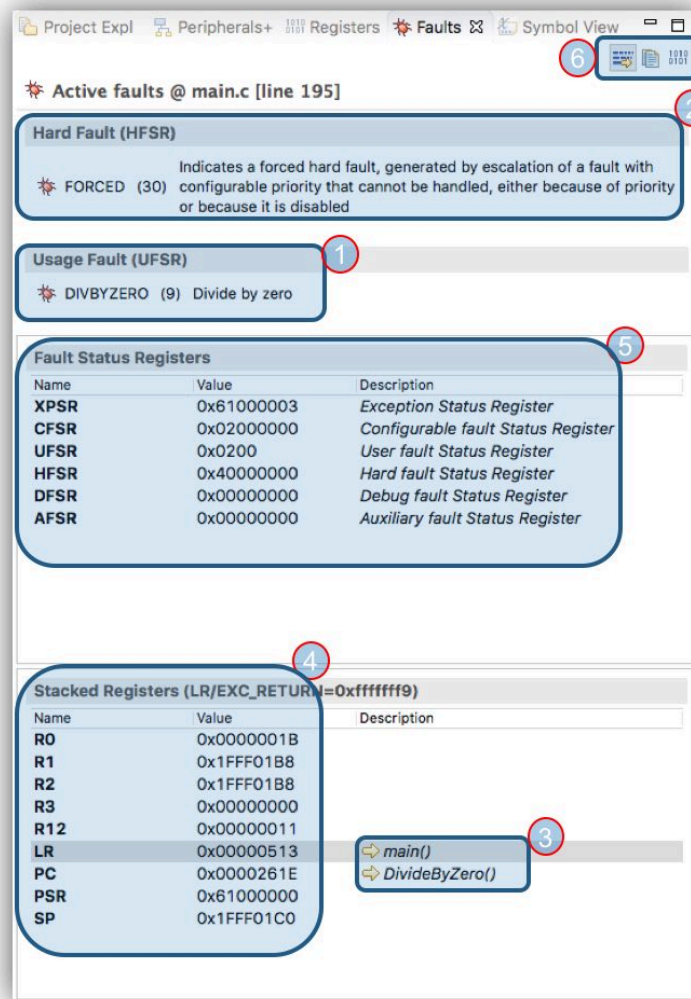 Project Expl Peripherals+ Registers Faults Symbol View
6
Active faults @ main.c [line 195]
2
Hard Fault (HFSR)
FORCED (30) Indicates a forced hard fault, generated by escalation of a fault with
configurable priority that cannot be handled, either because of priority
or because it is disabled
Usage Fault (UFSR)
1
DIVBYZERO (9) Divide by zero
5
Fault Status Registers
Name Value Description
XPSR 0x61000003 Exception Status Register
CFSR 0x02000000 Configurable fault Status Register
UFSR 0x0200 User fault Status Register
HFSR 0x40000000 Hard fault Status Register
DFSR 0x00000000 Debug fault Status Register
AFSR 0x00000000 Auxiliary fault Status Register
4
Stacked Registers (LR/EXC_RETURN=0xfffffff9)
Name Value Description
R0 0x0000001B
R1 0x1FFF01B8
R2 0x1FFF01B8
R3 0x00000000
R12 0x00000011
3
LR 0x00000513 main()
PC 0x0000261E DivideByZero()
PSR 0x61000000
SP 0x1FFF01C0